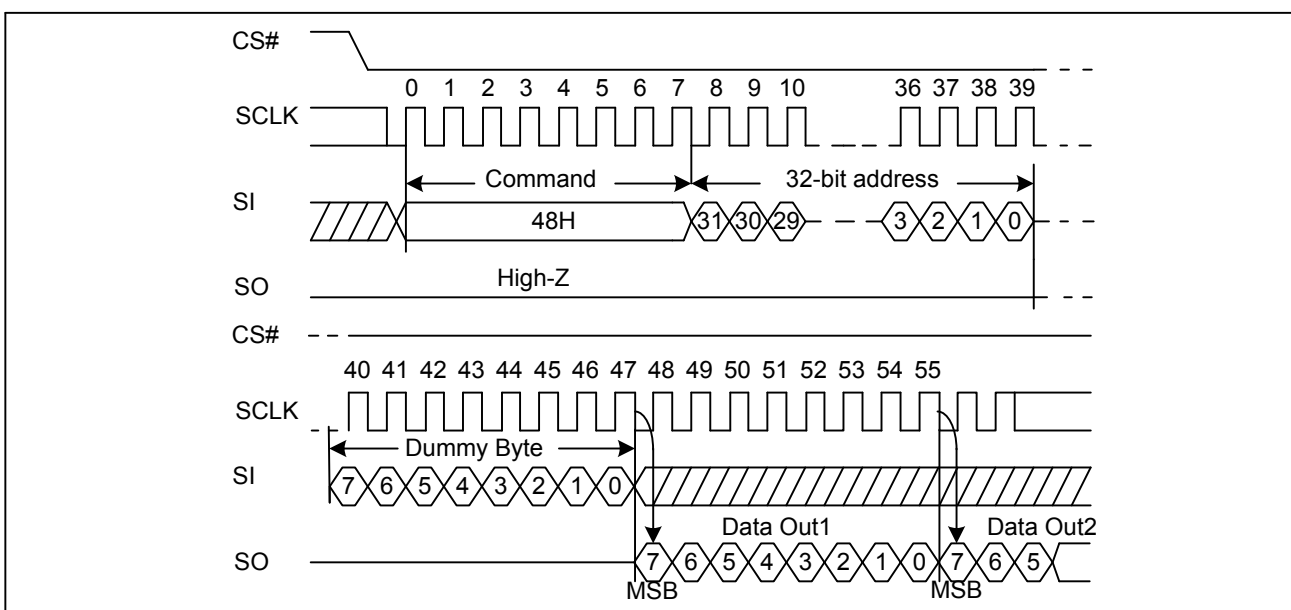 CS#
0 1 2 3 4 5 6 7 8 9 10 36 37 38 39
SCLK
Command 32-bit address
SI
48H 31 30 29 3 2 1 0
High-Z
SO
CS#
40 41 42 43 44 45 46 47 48 49 50 51 52 53 54 55
SCLK
Dummy Byte
SI
7 6 5 4 3 2 1 0
Data Out1 Data Out2
SO 7 6 5 4 3 2 1 0 7 6 5
MSB MSB